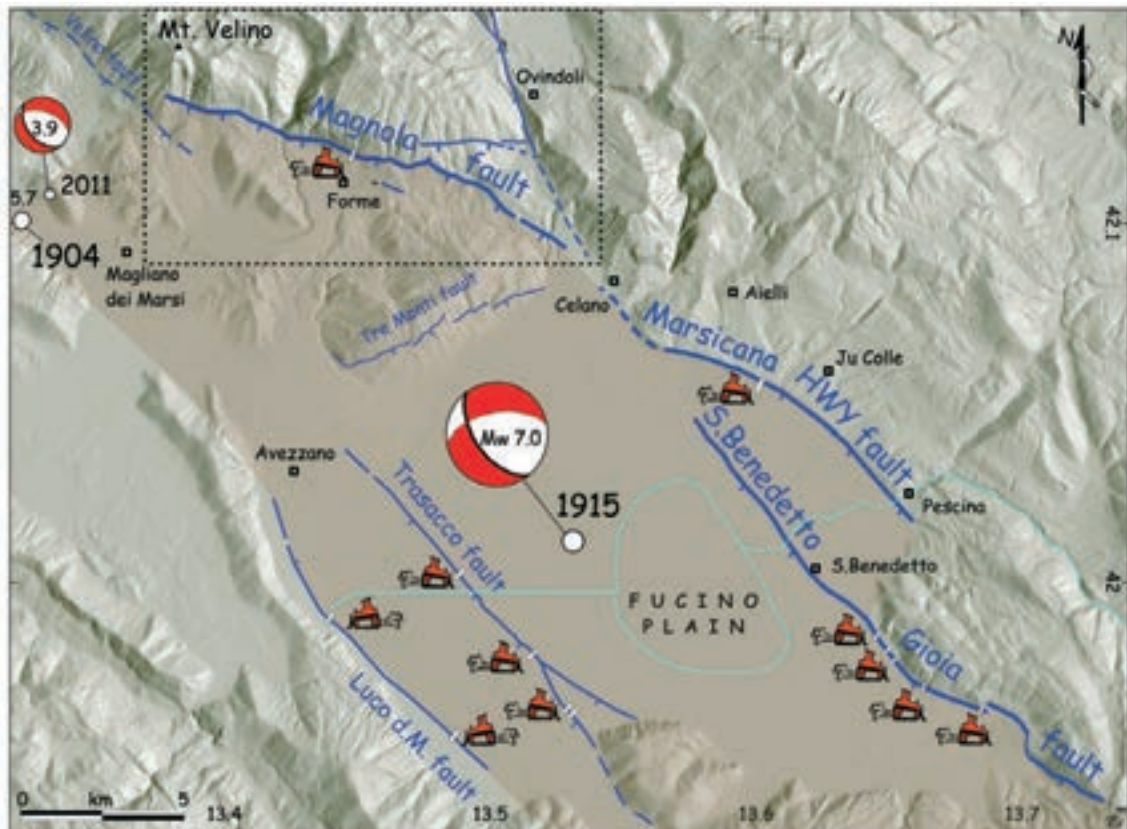 Velino fault
Mt. Velino
N
Ovindoli
Magnola
fault
3.9
2011
5.7
1904
Forme
Magliano
dei Marsi
42.1
Tre Monti fault
Celano
Aielli
Marsicana HWY fault
Ju Colle
S.Benedetto
Mw 7.0
Avezzano
Trasacco fault
1915
Pescina
S.Benedetto
42
FUCINO
PLAIN
Gioia
fault
Luco d.M. fault
0 km 5
13.4
13.5
13.6
13.7